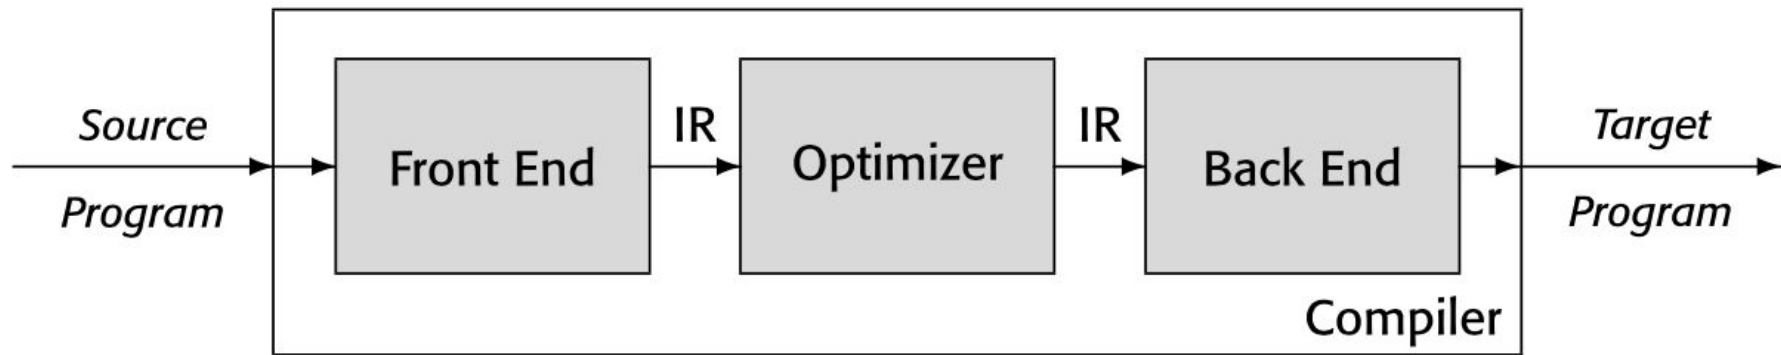 Source
Program
Front End
IR
Optimizer
IR
Back End
Target
Program
Compiler